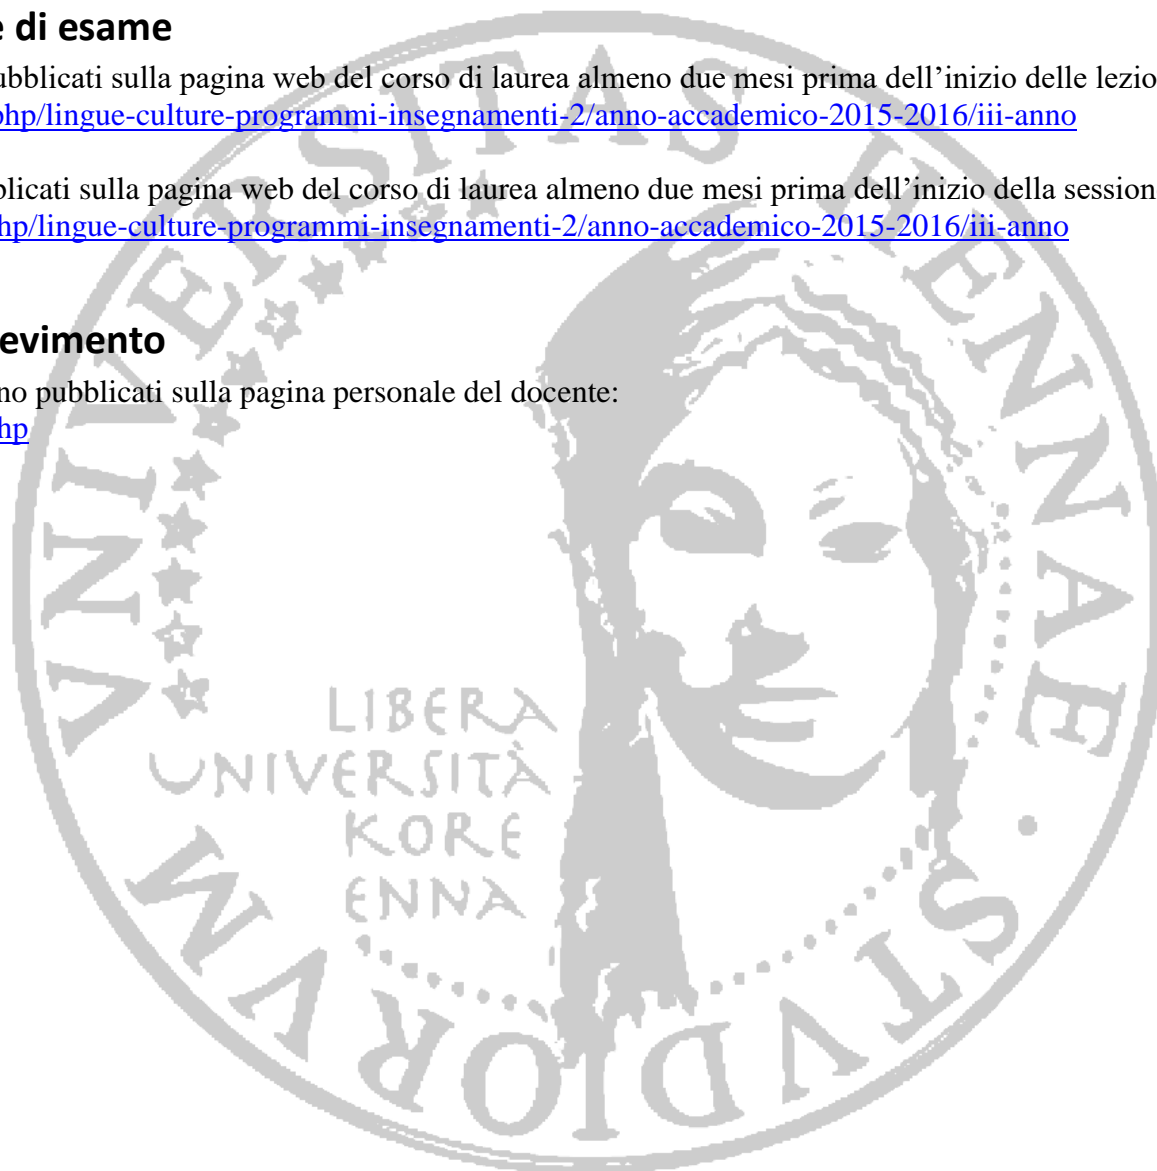 e di esame
ubblicati sulla pagina web del corso di laurea almeno due mesi prima dell’inizio delle lezio
php/lingue-culture-programmi-insegnamenti-2/anno-accademico-2015-2016/iii-anno
blicati sulla pagina web del corso di laurea almeno due mesi prima dell’inizio della session
hp/lingue-culture-programmi-insegnamenti-2/anno-accademico-2015-2016/iii-anno
evimento
no pubblicati sulla pagina personale del docente:
hp
VNIVERSITAS HENNAE · STVDIORVM
LIBERA
UNIVERSITÀ
KORE
ENNA